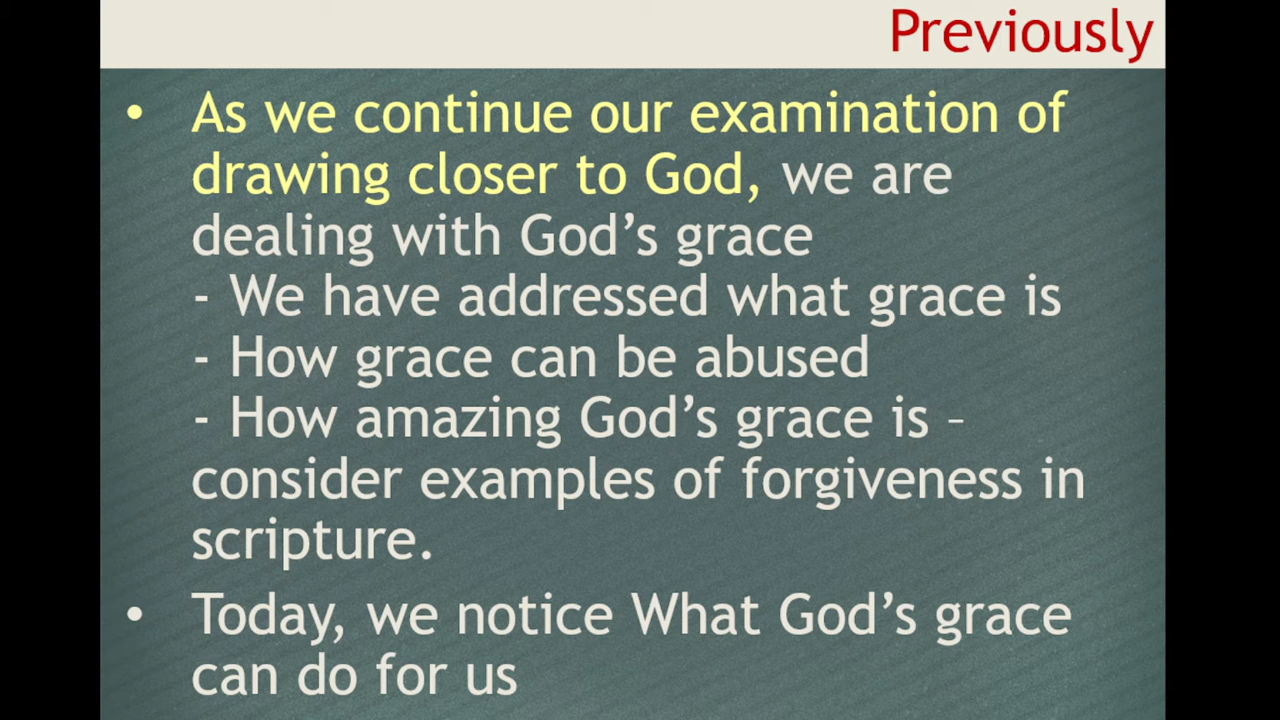 Previously
• As we continue our examination of
drawing closer to God, we are
dealing with God’s grace
- We have addressed what grace is
- How grace can be abused
- How amazing God’s grace is –
consider examples of forgiveness in
scripture.
• Today, we notice What God’s grace
can do for us